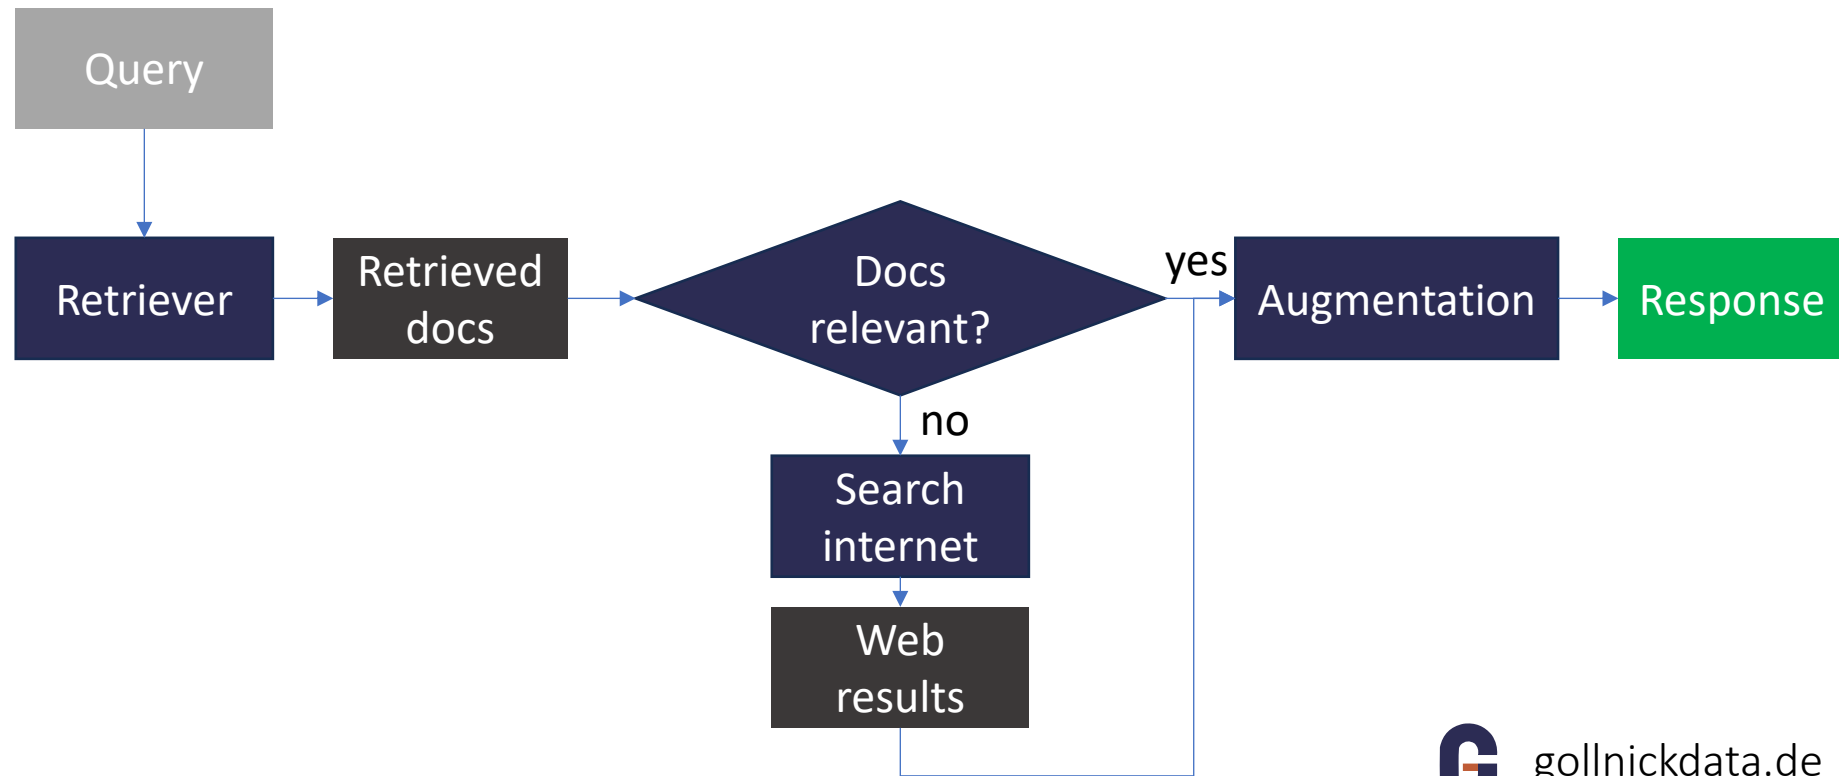 Query
Retriever
Retrieved
docs
Docs
relevant?
yes
Augmentation
Response
no
Search
internet
Web
results
gollnickdata.de